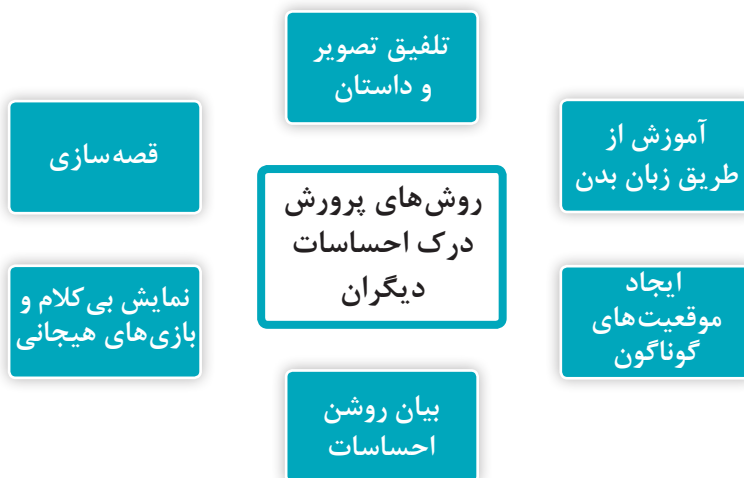 تلفیق تصویر
و داستان
آموزش از
طریق زبان بدن
قصه‌سازی
روش‌های پرورش
درک احساسات
دیگران
ایجاد
موقعیت‌های
گوناگون
نمایش بی‌کلام و
بازی‌های هیجانی
بیان روشن
احساسات